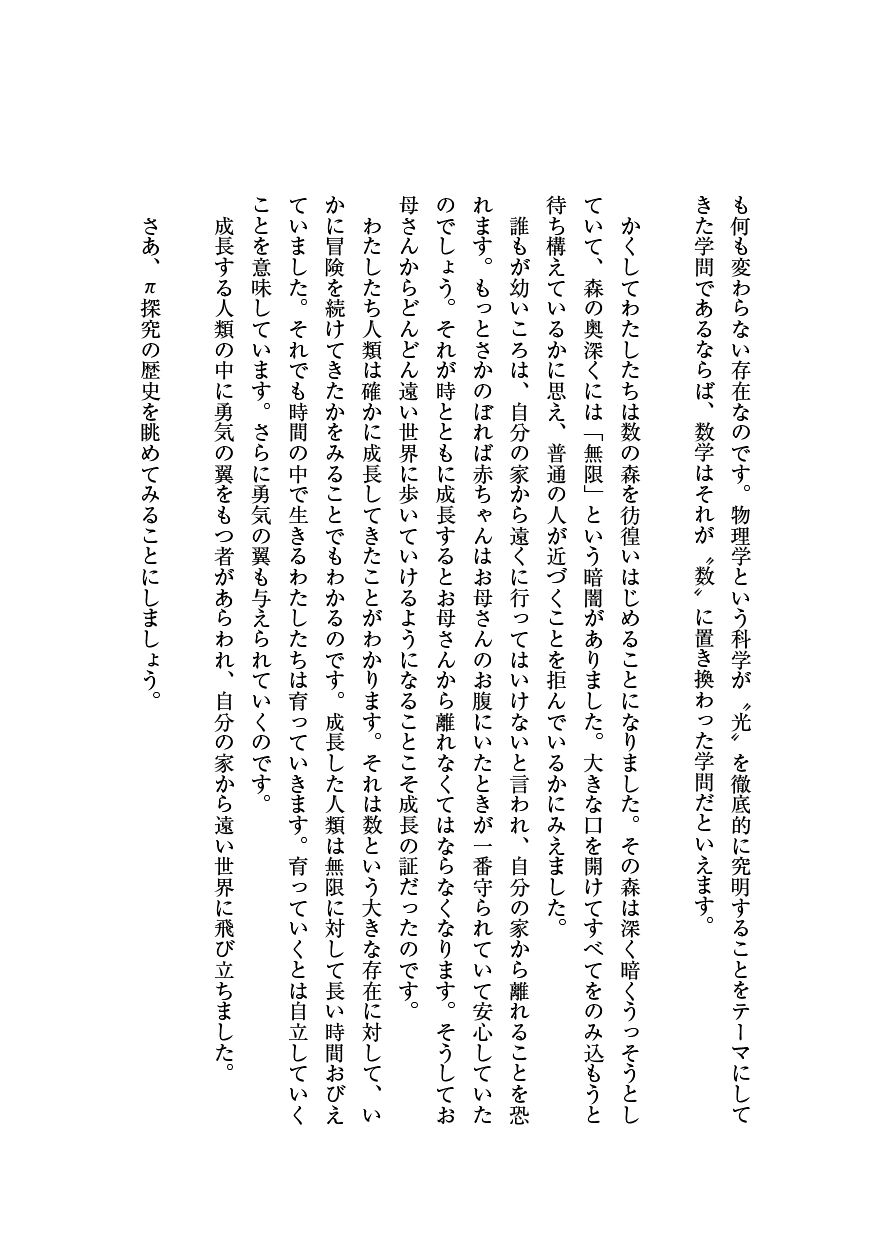 も何も変わらない存在なのです。物理学という科学が〝光〟を徹底的に究明することをテーマにして
きた学問であるならば、数学はそれが〝数〟に置き換わった学問だといえます。
かくしてわたしたちは数の森を彷徨いはじめることになりました。その森は深く暗くうっそうとし
ていて、森の奥深くには「無限」という暗闇がありました。大きな口を開けてすべてをのみ込もうと
待ち構えているかに思え、普通の人が近づくことを拒んでいるかにみえました。
誰もが幼いころは、自分の家から遠くに行ってはいけないと言われ、自分の家から離れることを恐
れます。もっとさかのぼれば赤ちゃんはお母さんのお腹にいたときが一番守られていて安心していた
のでしょう。それが時とともに成長するとお母さんから離れなくてはならなくなります。そうしてお
母さんからどんどん遠い世界に歩いていけるようになることこそ成長の証だったのです。
わたしたち人類は確かに成長してきたことがわかります。それは数という大きな存在に対して、い
かに冒険を続けてきたかをみることでもわかるのです。成長した人類は無限に対して長い時間おびえ
ていました。それでも時間の中で生きるわたしたちは育っていきます。育っていくとは自立していく
ことを意味しています。さらに勇気の翼も与えられていくのです。
成長する人類の中に勇気の翼をもつ者があらわれ、自分の家から遠い世界に飛び立ちました。
さあ、π探究の歴史を眺めてみることにしましょう。